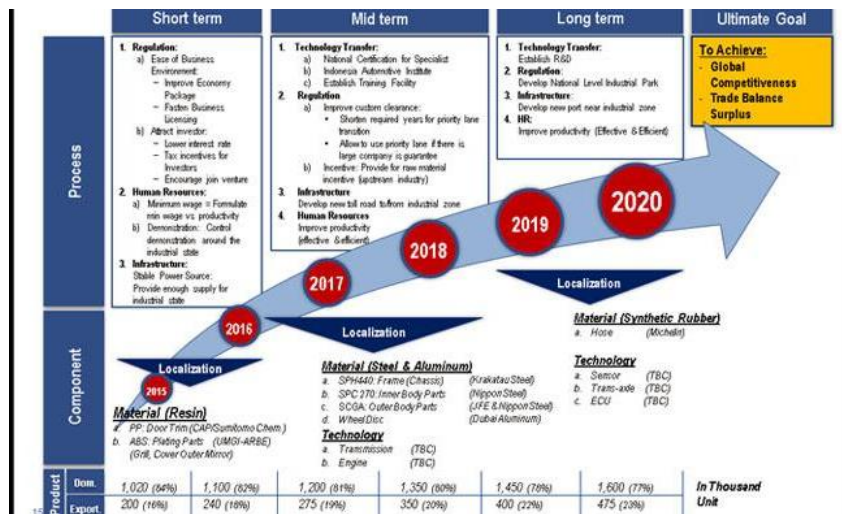 Short term
Mid term
Long term
Ultimate Goal
Process
1. Regulation:
a) Ease of Business
Environment:
– Improve Economy
Package
– Fasten Business
Licensing
b) Attract investor:
– Lower interest rate
– Tax incentives for
Investors
– Encourage join venture
2. Human Resources:
a) Minimum wage = Formulate
min wage vs productivity
b) Demonstration: Control
demonstration around the
industrial state
3. Infrastructure:
Stable Power Source:
Provide enough supply for
industrial state
1. Technology Transfer:
a) National Certification for Specialist
b) Indonesia Automotive Institute
c) Establish Training Facility
2. Regulation
a) Improve custom clearance:
• Shorten required years for priority lane
transition
• Allow to use priority lane if there is
large company is guarantee
b) Incentive: Provide for raw material
incentive (upstream industry)
3. Infrastructure
Develop new toll road to/from industrial zone
4. Human Resources
Improve productivity
(effective & efficient)
1. Technology Transfer:
Establish R&D
2. Regulation:
Develop National Level Industrial Park
3. Infrastructure:
Develop new port near industrial zone
4. HR:
Improve productivity (Effective & Efficient)
To Achieve:
- Global
Competitiveness
- Trade Balance
Surplus
2015
2016
2017
2018
2019
2020
Component
Localization
Material (Resin)
a. PP: Door Trim (CAP/Sumitomo Chem.)
b. ABS: Plating Parts (UMGI-ARBE)
(Grill, Cover Outer Mirror)
Localization
Material (Steel & Aluminum)
a. SPH440: Frame (Chassis) (Krakatau Steel)
b. SPC 270: Inner Body Parts (Nippon Steel)
c. SCGA: Outer Body Parts (JFE & Nippon Steel)
d. Wheel Disc (Dubai Aluminum)
Technology
a. Transmission (TBC)
b. Engine (TBC)
Localization
Material (Synthetic Rubber)
a. Hose (Michelin)
Technology
a. Sensor (TBC)
b. Trans-axle (TBC)
c. ECU (TBC)
Product
Dom. 1,020 (84%) 1,100 (82%) 1,200 (81%) 1,350 (80%) 1,450 (78%) 1,600 (77%) In Thousand
Export. 200 (16%) 240 (18%) 275 (19%) 350 (20%) 400 (22%) 475 (23%) Unit